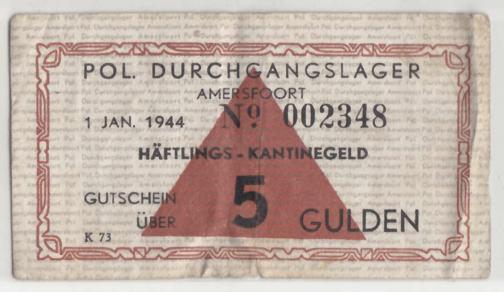 POL. DURCHGANGSLAGER
AMERSFOORT
1 JAN. 1944 No. 002348
HÄFTLINGS - KANTINEGELD
GUTSCHEIN ÜBER 5 GULDEN
K 73